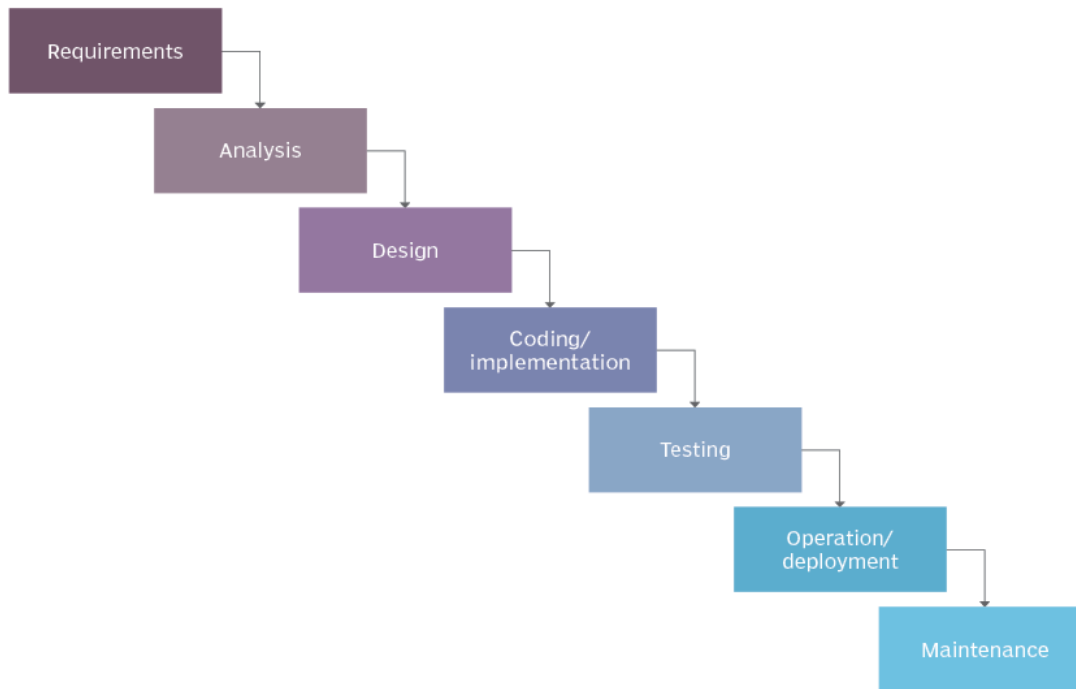 Requirements
Analysis
Design
Coding/
implementation
Testing
Operation/
deployment
Maintenance